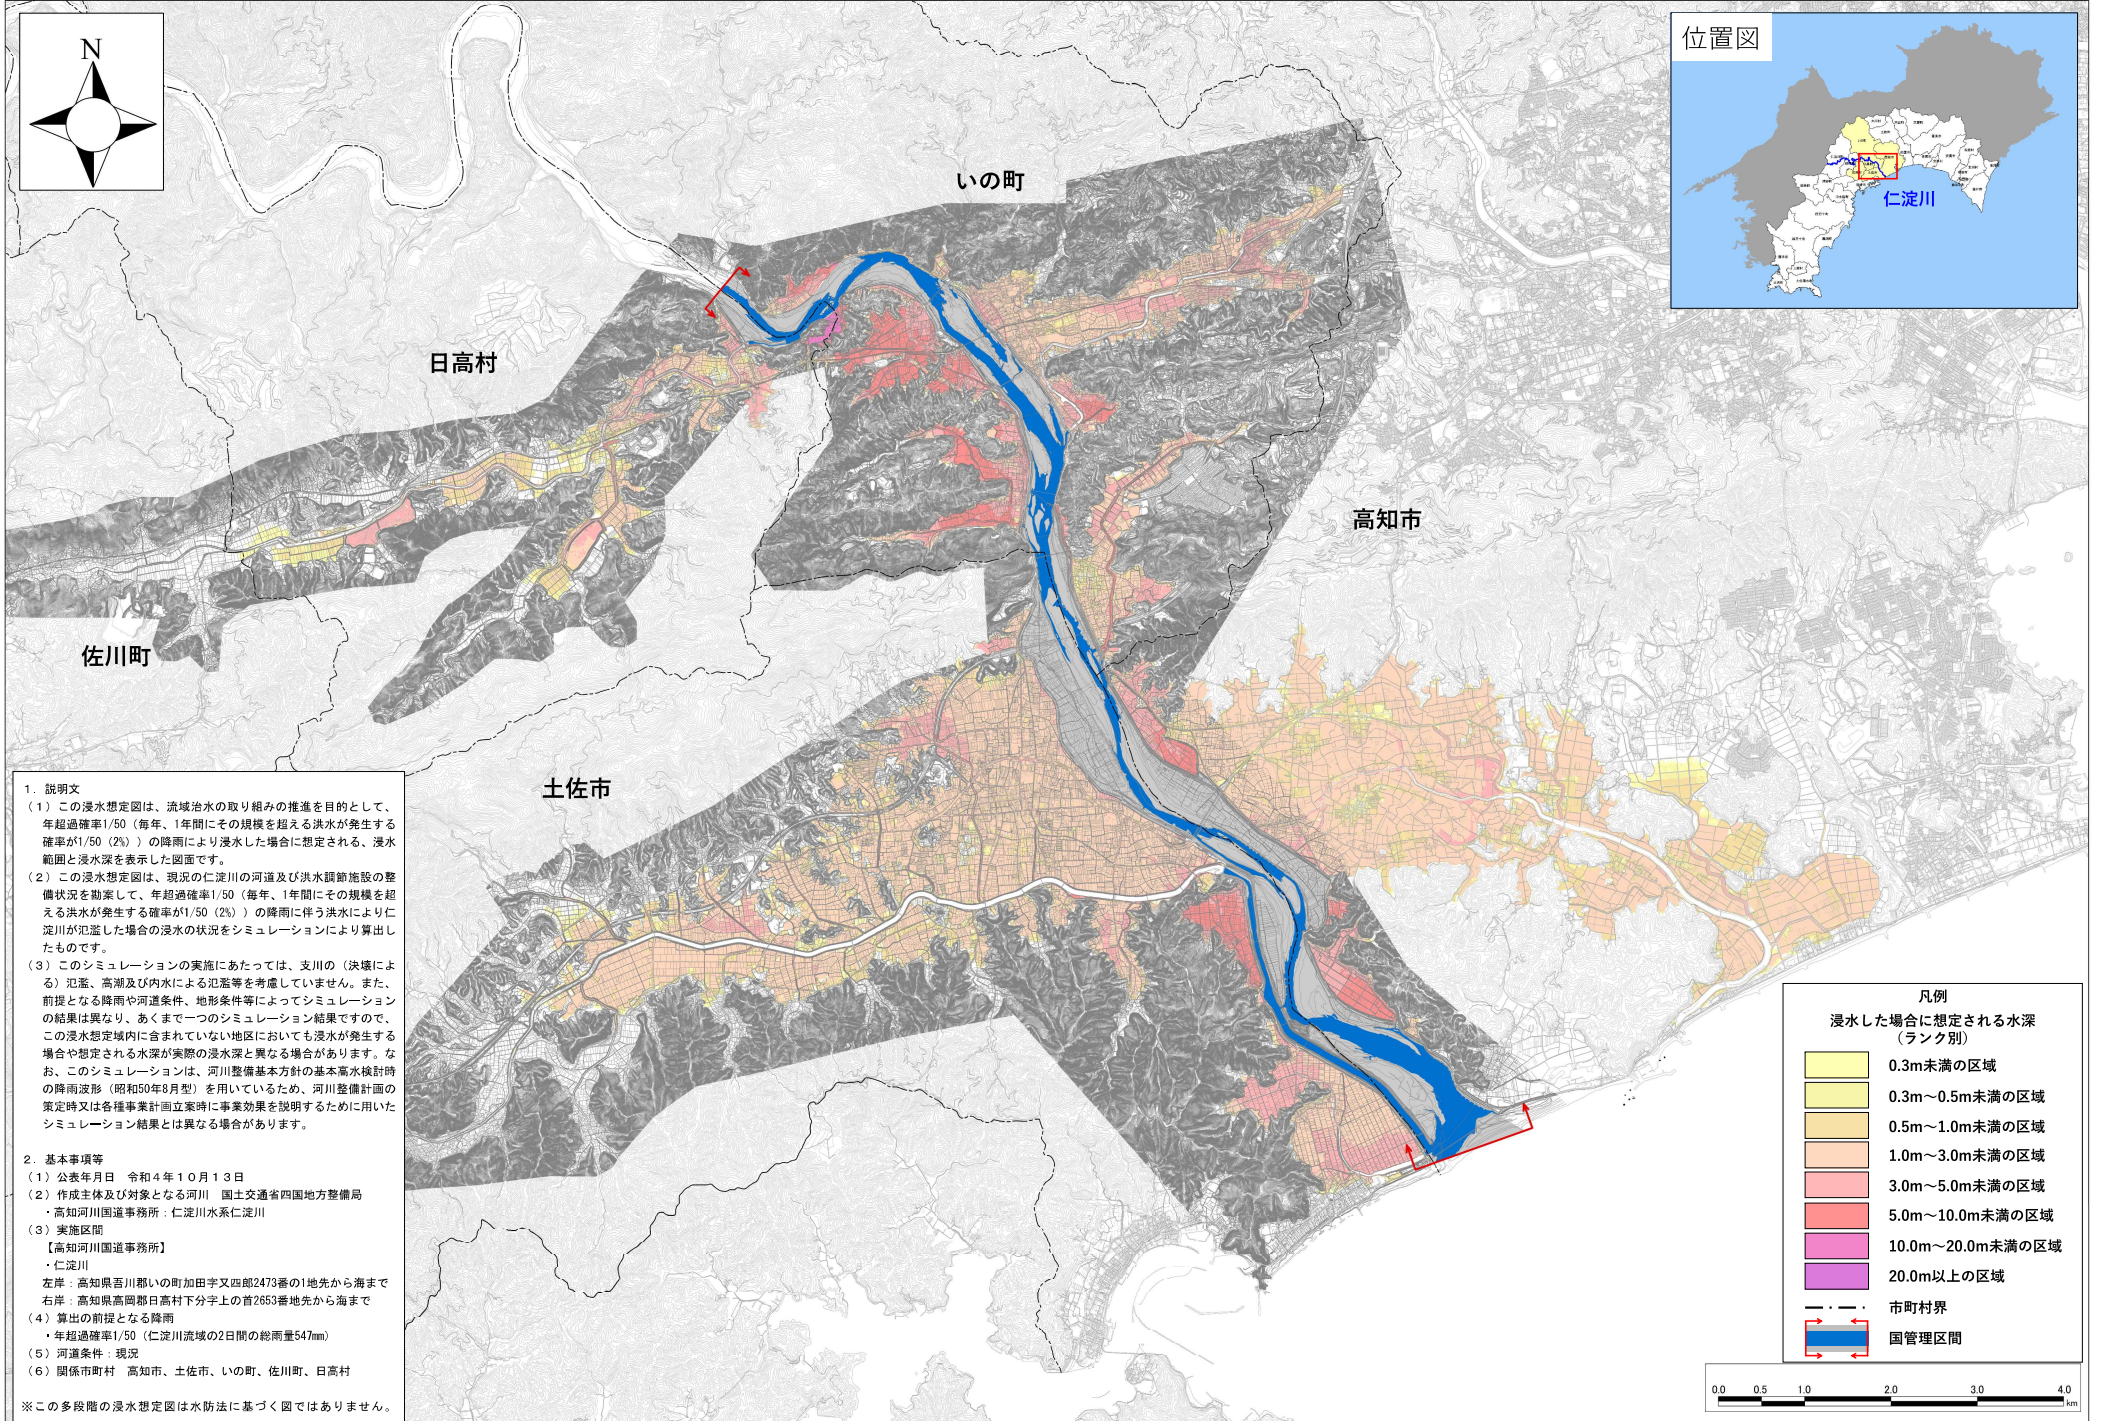 N
位置図
仁淀川
いの町
日高村
高知市
佐川町
土佐市
1. 説明文
（1）この浸水想定図は、流域治水の取り組みの推進を目的として、
年超過確率1/50（毎年、1年間にその規模を超える洪水が発生する
確率が1/50（2%））の降雨により浸水した場合に想定される、浸水
範囲と浸水深を表示した図面です。
（2）この浸水想定図は、現況の仁淀川の河道及び洪水調節施設の整
備状況を勘案して、年超過確率1/50（毎年、1年間にその規模を超
える洪水が発生する確率が1/50（2%））の降雨に伴う洪水により仁
淀川が氾濫した場合の浸水の状況をシミュレーションにより算出し
たものです。
（3）このシミュレーションの実施にあたっては、支川の（決壊によ
る）氾濫、高潮及び内水による氾濫等を考慮していません。また、
前提となる降雨や河道条件、地形条件等によってシミュレーション
の結果は異なり、あくまで一つのシミュレーション結果ですので、
この浸水想定域内に含まれていない地区においても浸水が発生する
場合や想定される水深が実際の浸水深と異なる場合があります。な
お、このシミュレーションは、河川整備基本方針の基本高水検討時
の降雨波形（昭和50年8月型）を用いているため、河川整備計画の
策定時又は各種事業計画立案時に事業効果を説明するために用いた
シミュレーション結果とは異なる場合があります。
2. 基本事項等
（1）公表年月日　令和４年１０月１３日
（2）作成主体及び対象となる河川　国土交通省四国地方整備局
・高知河川国道事務所：仁淀川水系仁淀川
（3）実施区間
【高知河川国道事務所】
・仁淀川
左岸：高知県吾川郡いの町加田字又四郎2473番の1地先から海まで
右岸：高知県高岡郡日高村下分字上の首2653番地先から海まで
（4）算出の前提となる降雨
・年超過確率1/50（仁淀川流域の2日間の総雨量547mm）
（5）河道条件：現況
（6）関係市町村　高知市、土佐市、いの町、佐川町、日高村
※この多段階の浸水想定図は水防法に基づく図ではありません。
凡例
浸水した場合に想定される水深
（ランク別）
0.3m未満の区域
0.3m～0.5m未満の区域
0.5m～1.0m未満の区域
1.0m～3.0m未満の区域
3.0m～5.0m未満の区域
5.0m～10.0m未満の区域
10.0m～20.0m未満の区域
20.0m以上の区域
市町村界
国管理区間
0.0 0.5 1.0 2.0 3.0 4.0
km